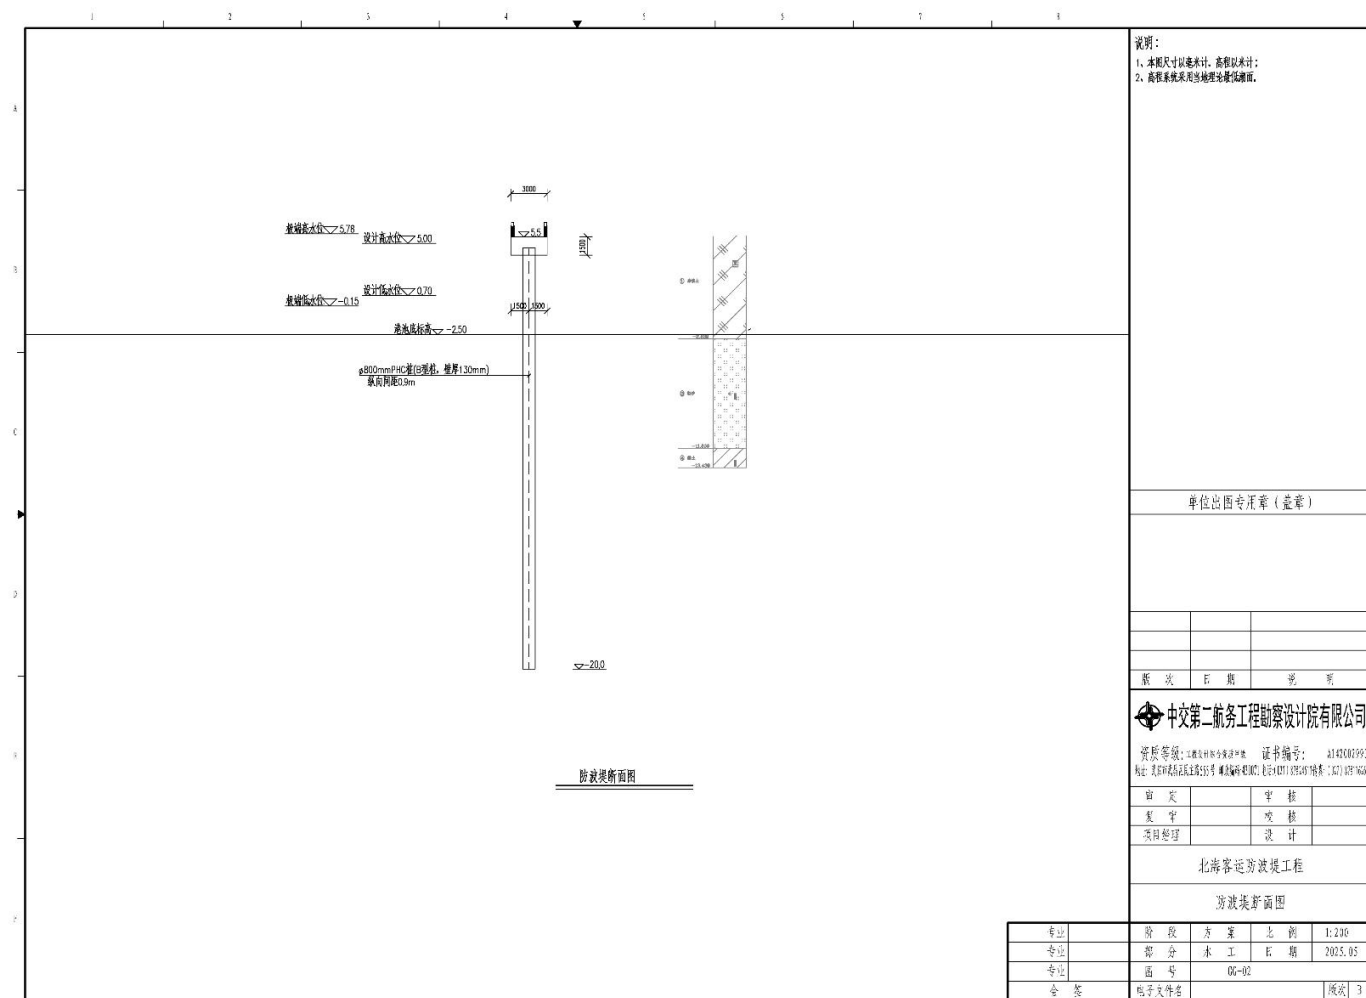 1 2 3 4 5 5 7 8
说明：
1、本图尺寸以毫米计，高程以米计；
2、高程系统采用当地理论最低潮面。
3000
极端高水位 5.78
设计高水位 5.00
5.5
1500
设计低水位 0.70
极端低水位 -0.15
1500 1500
港池底标高 -2.50
φ800mmPHC桩(B型桩，壁厚130mm)
纵向间距0.9m
-20.0
防波堤断面图
单位出图专用章（盖章）
版 次 日 期 说 明
中交第二航务工程勘察设计院有限公司
资质等级: 证书编号:
审 定 审 核
复 审 校 核
项目经理 设 计
北海客运防波堤工程
防波堤断面图
专业 阶 段 方 案 比 例 1:200
专业 部 分 水 工 日 期 2025.05
专业 图 号 GG-02
会 签 电子文件名 版次 3